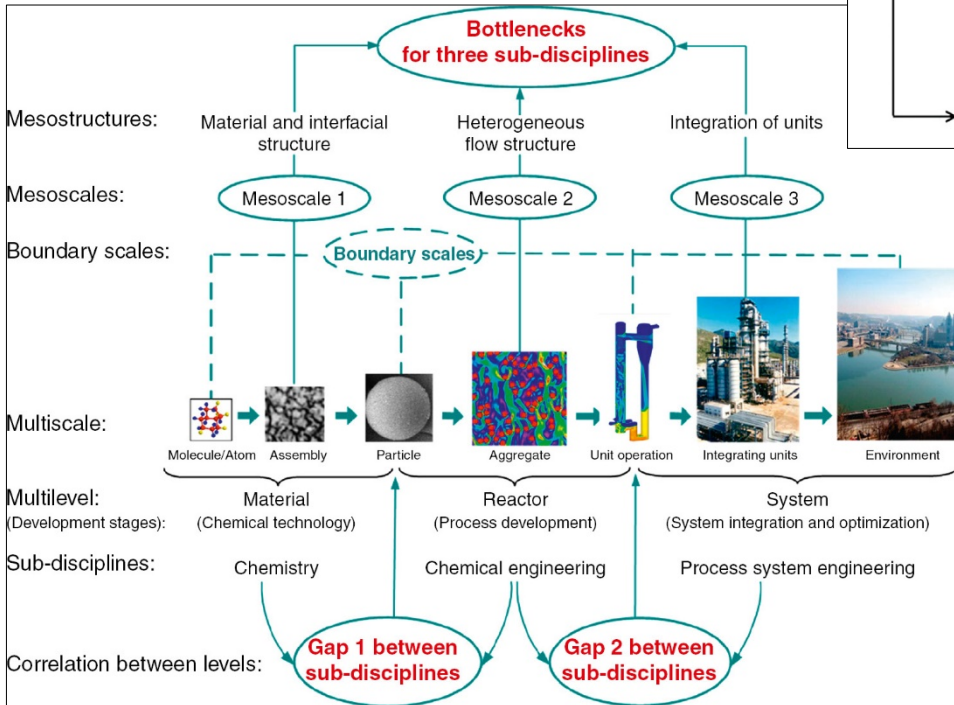 Bottlenecks
for three sub-disciplines
Mesostructures:
Material and interfacial
structure
Heterogeneous
flow structure
Integration of units
Mesoscales:
Mesoscale 1
Mesoscale 2
Mesoscale 3
Boundary scales:
Boundary scales
Multiscale:
Molecule/Atom
Assembly
Particle
Aggregate
Unit operation
Integrating units
Environment
Multilevel:
Material
Reactor
System
(Development stages):
(Chemical technology)
(Process development)
(System integration and optimization)
Sub-disciplines:
Chemistry
Chemical engineering
Process system engineering
Correlation between levels:
Gap 1 between
sub-disciplines
Gap 2 between
sub-disciplines